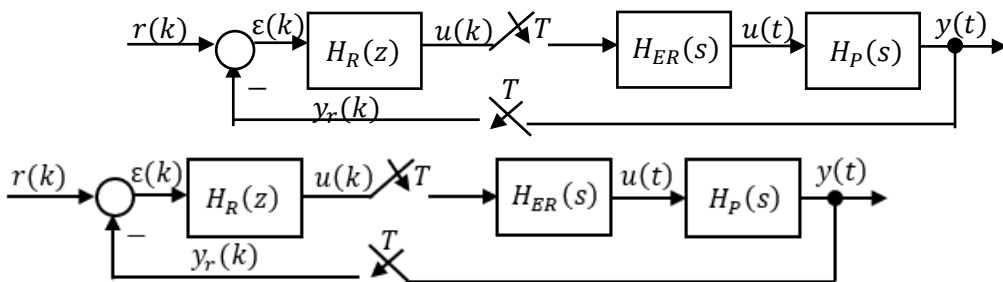 r(k) ε(k) H_R(z) u(k) T H_ER(s) u(t) H_P(s) y(t)
− y_r(k) T
r(k) ε(k) H_R(z) u(k) T H_ER(s) u(t) H_P(s) y(t)
− y_r(k) T